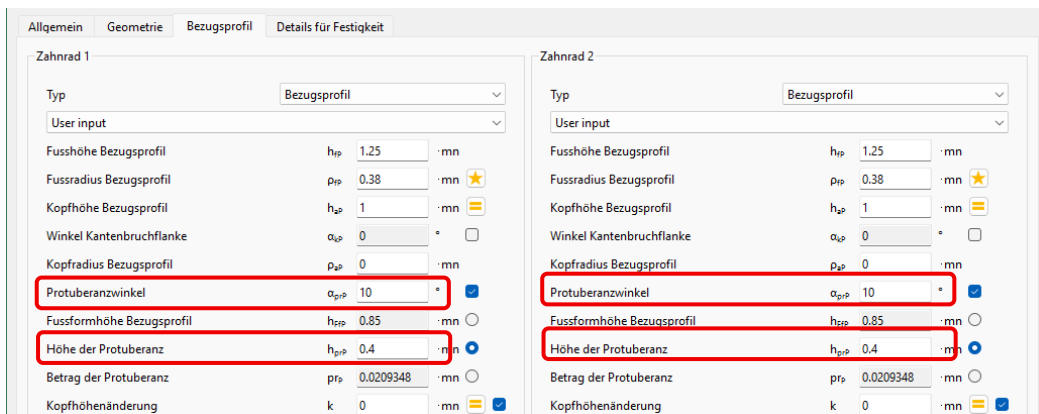 Allgemein Geometrie Bezugsprofil Details für Festigkeit
Zahnrad 1 Zahnrad 2
Typ Bezugsprofil Typ Bezugsprofil
User input User input
Fusshöhe Bezugsprofil hfP 1.25 ·mn Fusshöhe Bezugsprofil hfP 1.25 ·mn
Fussradius Bezugsprofil ρfP 0.38 ·mn Fussradius Bezugsprofil ρfP 0.38 ·mn
Kopfhöhe Bezugsprofil haP 1 ·mn Kopfhöhe Bezugsprofil haP 1 ·mn
Winkel Kantenbruchflanke αkP 0 ° Winkel Kantenbruchflanke αkP 0 °
Kopfradius Bezugsprofil ρaP 0 ·mn Kopfradius Bezugsprofil ρaP 0 ·mn
Protuberanzwinkel αprP 10 ° Protuberanzwinkel αprP 10 °
Fussformhöhe Bezugsprofil hFfP 0.85 ·mn Fussformhöhe Bezugsprofil hFfP 0.85 ·mn
Höhe der Protuberanz hprP 0.4 ·mn Höhe der Protuberanz hprP 0.4 ·mn
Betrag der Protuberanz prP 0.0209348 ·mn Betrag der Protuberanz prP 0.0209348 ·mn
Kopfhöhenänderung k 0 ·mn Kopfhöhenänderung k 0 ·mn